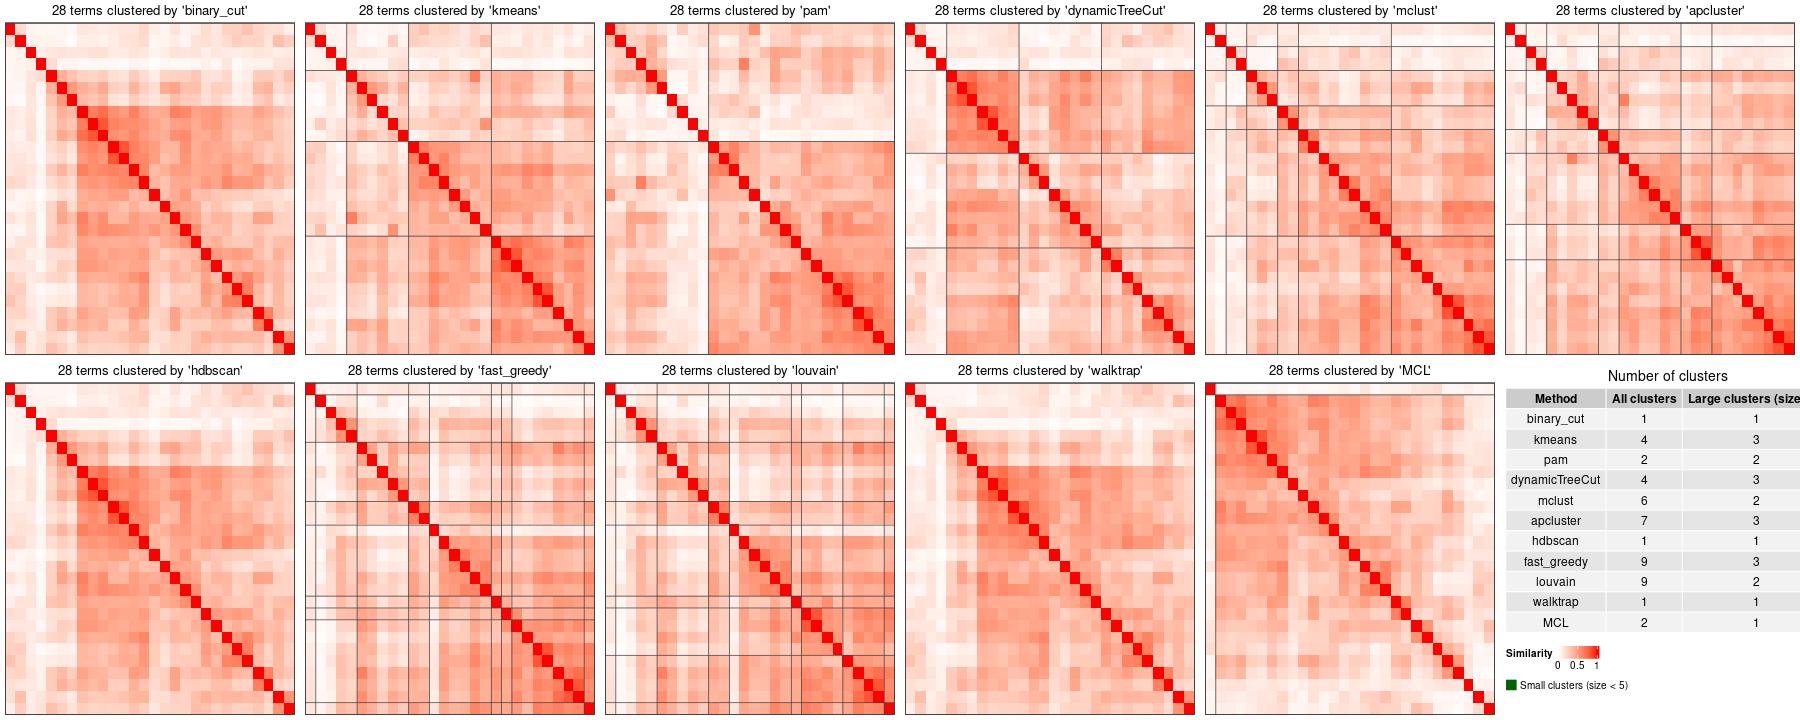 28 terms clustered by 'binary_cut'
28 terms clustered by 'kmeans'
28 terms clustered by 'pam'
28 terms clustered by 'dynamicTreeCut'
28 terms clustered by 'mclust'
28 terms clustered by 'apcluster'
28 terms clustered by 'hdbscan'
28 terms clustered by 'fast_greedy'
28 terms clustered by 'louvain'
28 terms clustered by 'walktrap'
28 terms clustered by 'MCL'
Number of clusters
Method All clusters Large clusters (size
binary_cut 1 1
kmeans 4 3
pam 2 2
dynamicTreeCut 4 3
mclust 6 2
apcluster 7 3
hdbscan 1 1
fast_greedy 9 3
louvain 9 2
walktrap 1 1
MCL 2 1
Similarity
0 0.5 1
Small clusters (size < 5)